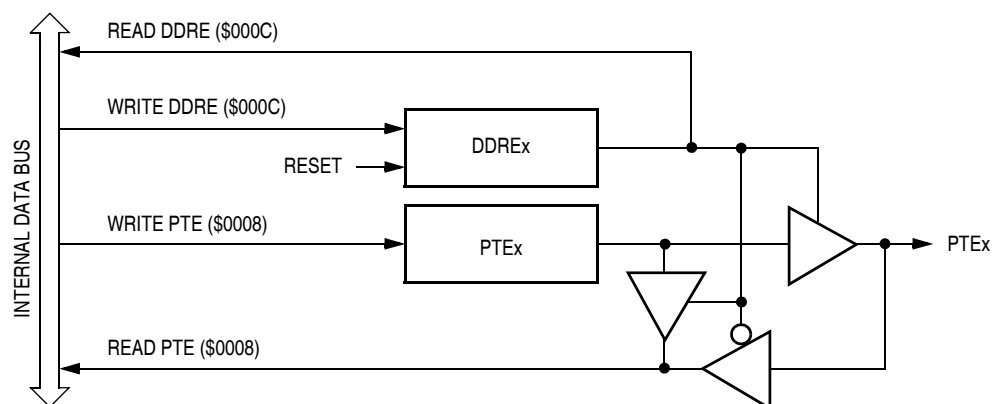 READ DDRE ($000C)
WRITE DDRE ($000C)
DDREx
RESET
WRITE PTE ($0008)
PTEx
PTEx
READ PTE ($0008)
INTERNAL DATA BUS